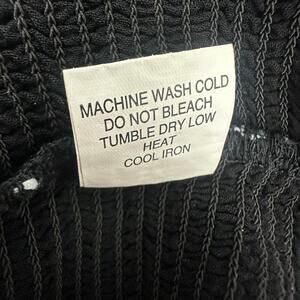 MACHINE WASH COLD
DO NOT BLEACH
TUMBLE DRY LOW
HEAT
COOL IRON